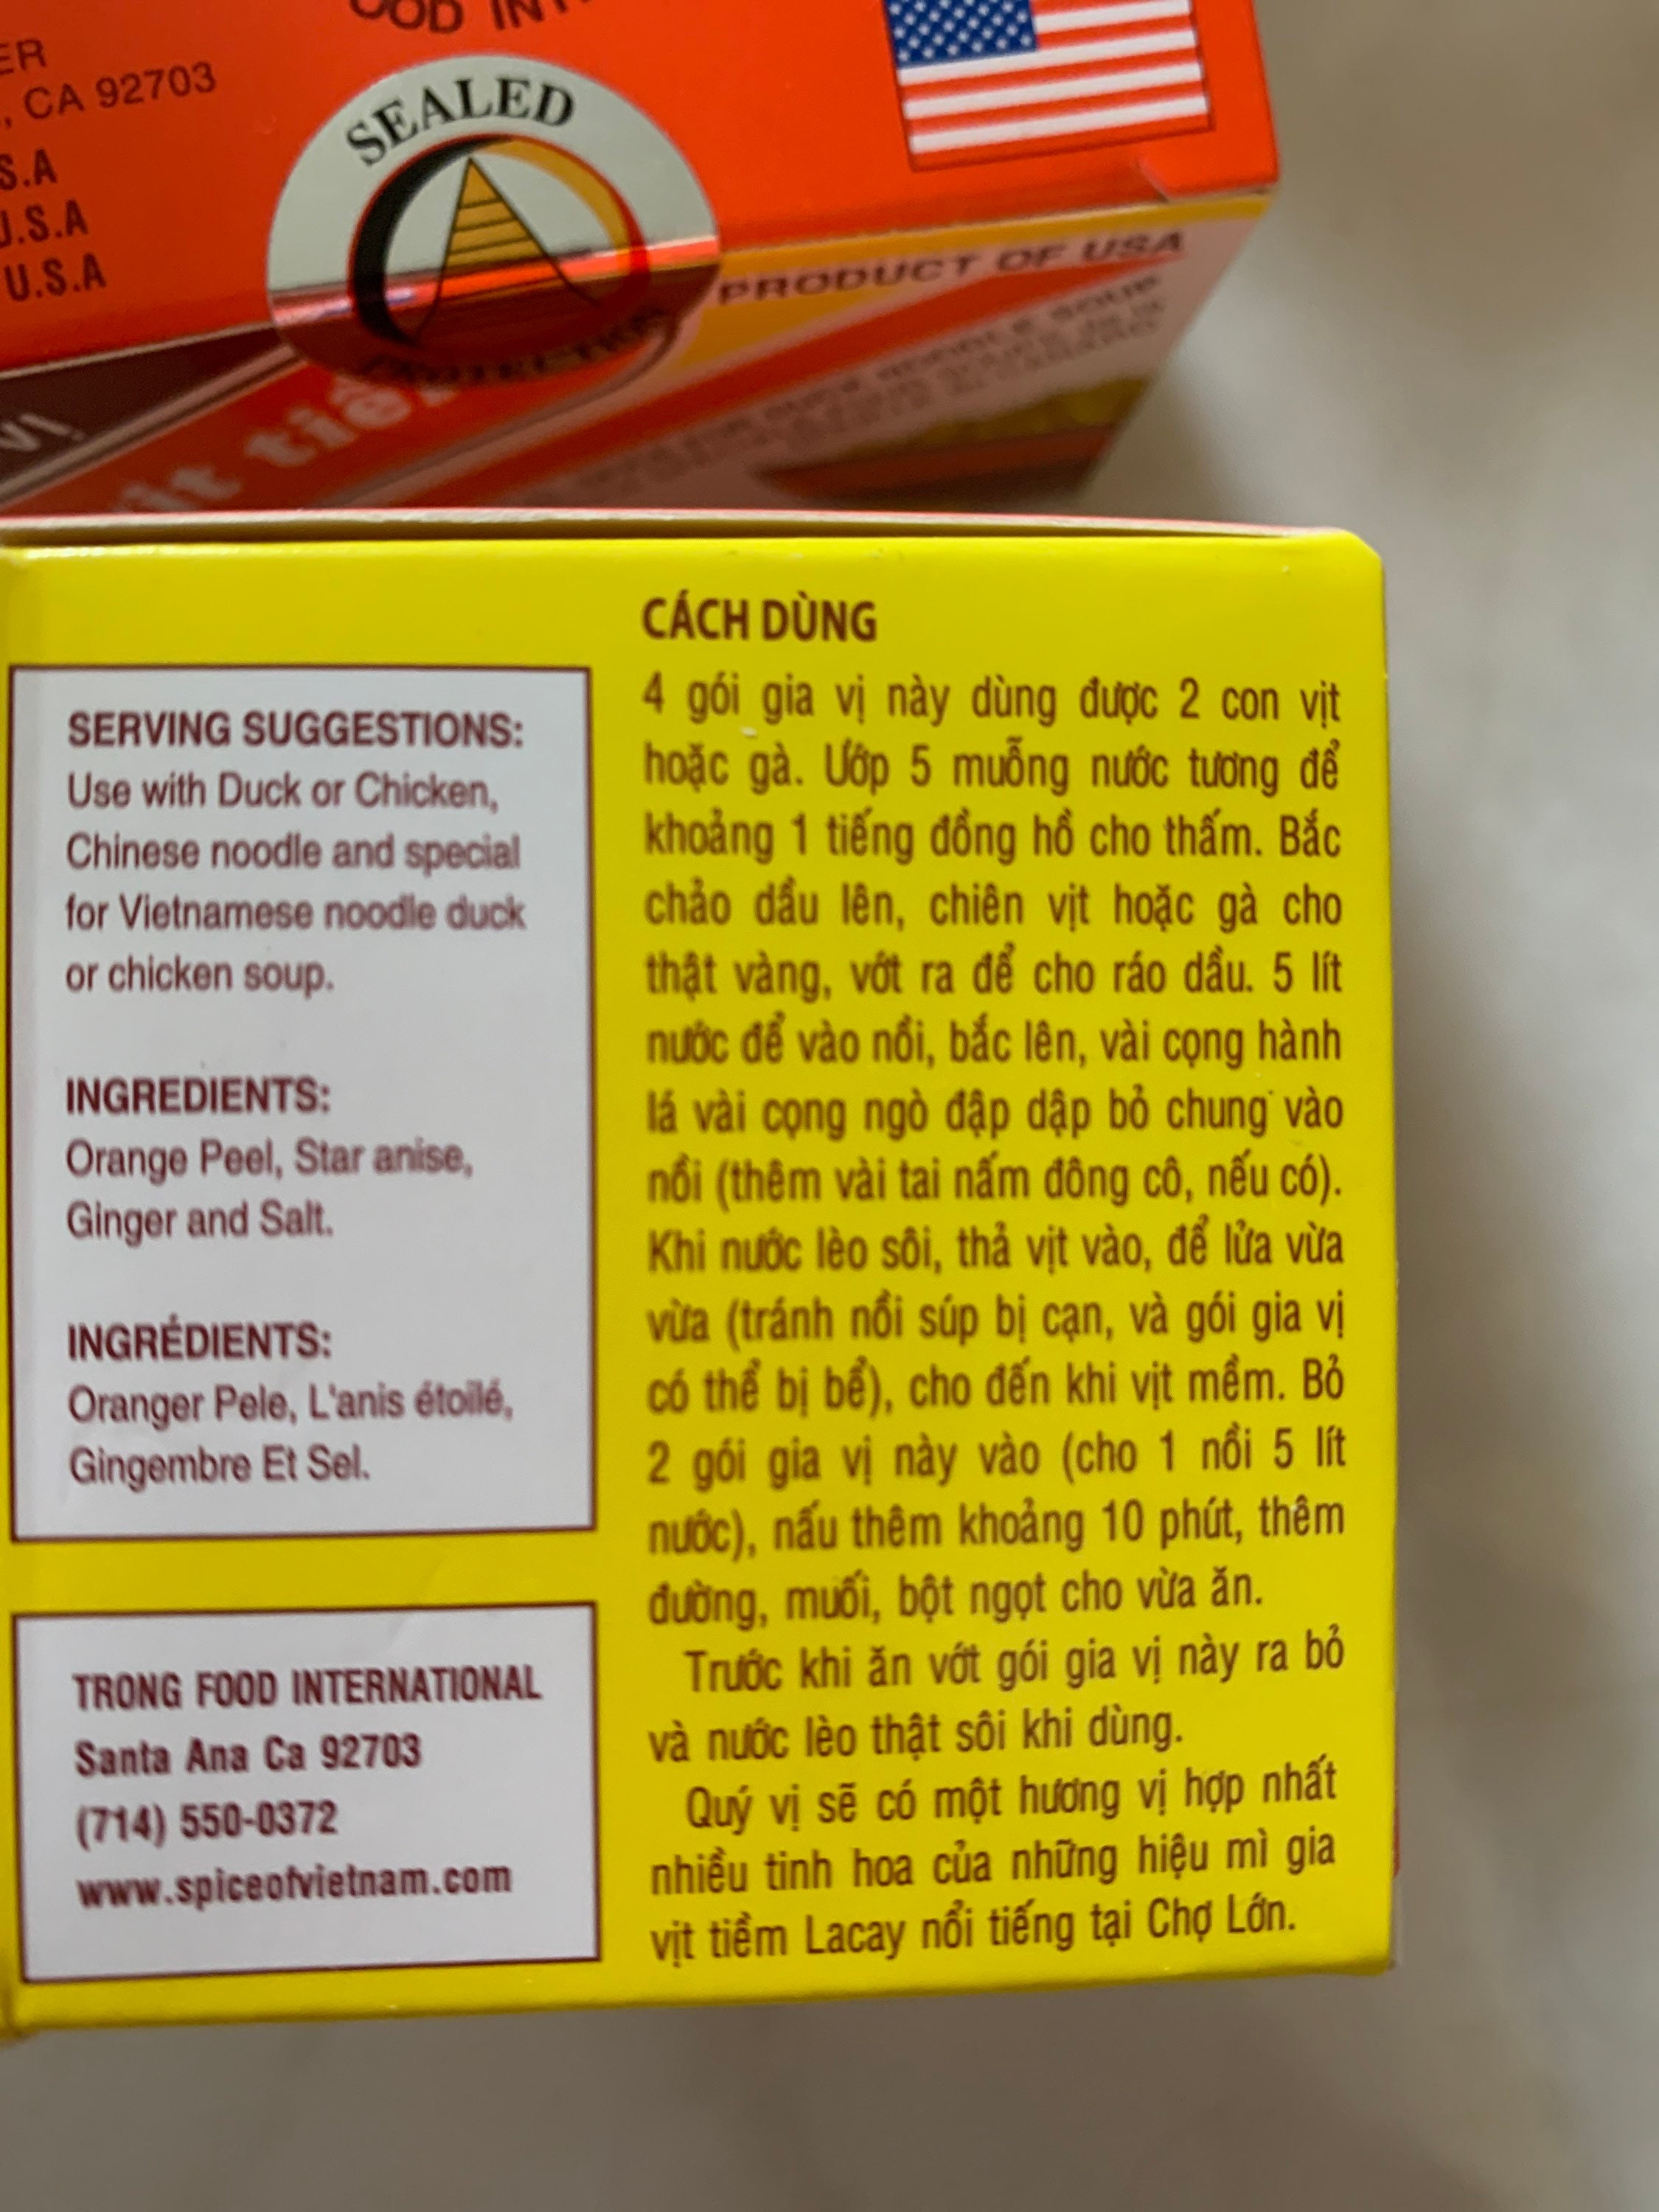 ER
, CA 92703
S.A
U.S.A
U.S.A
OOD
SEALED
PROTECTION
PRODUCT OF USA
VỊ
vịt tiềm
SERVING SUGGESTIONS:
Use with Duck or Chicken,
Chinese noodle and special
for Vietnamese noodle duck
or chicken soup.
INGREDIENTS:
Orange Peel, Star anise,
Ginger and Salt.
INGRÉDIENTS:
Oranger Pele, L'anis étoilé,
Gingembre Et Sel.
TRONG FOOD INTERNATIONAL
Santa Ana Ca 92703
(714) 550-0372
www.spiceofvietnam.com
CÁCH DÙNG
4 gói gia vị này dùng được 2 con vịt
hoặc gà. Ướp 5 muỗng nước tương để
khoảng 1 tiếng đồng hồ cho thấm. Bắc
chảo dầu lên, chiên vịt hoặc gà cho
thật vàng, vớt ra để cho ráo dầu. 5 lít
nước để vào nồi, bắc lên, vài cọng hành
lá vài cọng ngò đập dập bỏ chung vào
nồi (thêm vài tai nấm đông cô, nếu có).
Khi nước lèo sôi, thả vịt vào, để lửa vừa
vừa (tránh nồi súp bị cạn, và gói gia vị
có thể bị bể), cho đến khi vịt mềm. Bỏ
2 gói gia vị này vào (cho 1 nồi 5 lít
nước), nấu thêm khoảng 10 phút, thêm
đường, muối, bột ngọt cho vừa ăn.
Trước khi ăn vớt gói gia vị này ra bỏ
và nước lèo thật sôi khi dùng.
Quý vị sẽ có một hương vị hợp nhất
nhiều tinh hoa của những hiệu mì gia
vịt tiềm Lacay nổi tiếng tại Chợ Lớn.